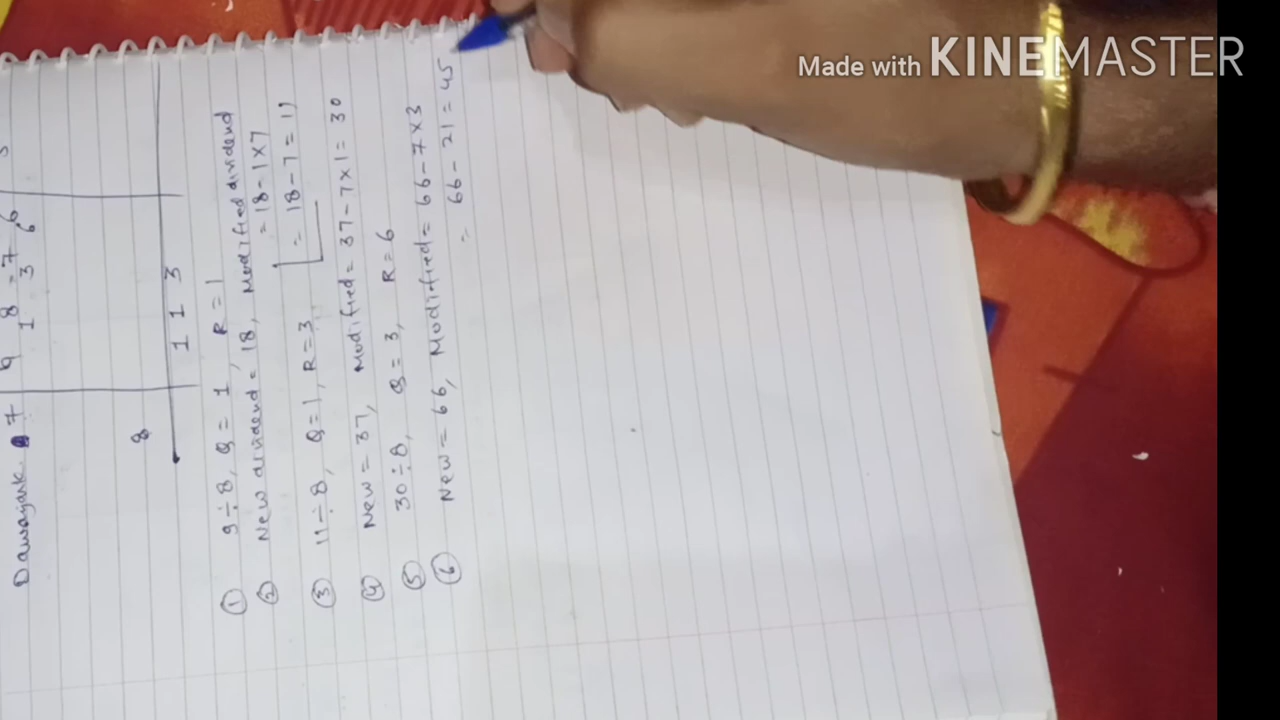 Made with KINEMASTER
Dawajank 7 9 8 7 6 5
1 3 6
8
1 1 3
① 9÷8, Q = 1, R = 1
② New dividend = 18, Modified dividend
= 18-1×7
= 18-7 = 11
③ 11÷8, Q=1, R=3
④ New = 37, Modified = 37-7×1 = 30
⑤ 30÷8, Q = 3, R = 6
⑥ New = 66, Modified = 66-7×3
= 66-21 = 45